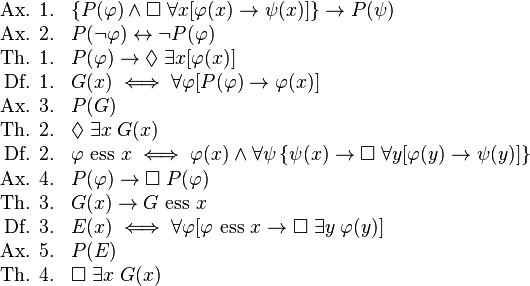 Ax. 1. {P(φ) ∧ □ ∀x[φ(x) → ψ(x)]} → P(ψ)
Ax. 2. P(¬φ) ↔ ¬P(φ)
Th. 1. P(φ) → ◊ ∃x[φ(x)]
Df. 1. G(x) ⟺ ∀φ[P(φ) → φ(x)]
Ax. 3. P(G)
Th. 2. ◊ ∃x G(x)
Df. 2. φ ess x ⟺ φ(x) ∧ ∀ψ {ψ(x) → □ ∀y[φ(y) → ψ(y)]}
Ax. 4. P(φ) → □ P(φ)
Th. 3. G(x) → G ess x
Df. 3. E(x) ⟺ ∀φ[φ ess x → □ ∃y φ(y)]
Ax. 5. P(E)
Th. 4. □ ∃x G(x)